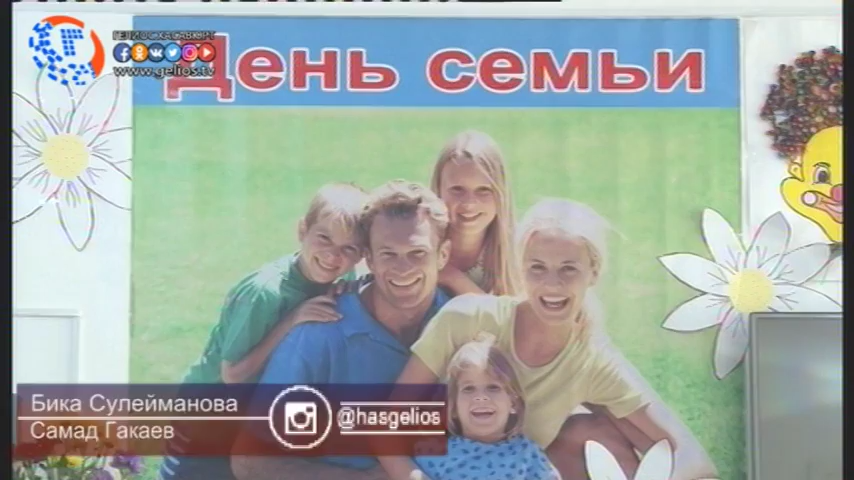 ГЕЛИОС ХАСАВЮРТ
www.gelios.tv
День семьи
Бика Сулейманова
Самад Гакаев
@hasgelios